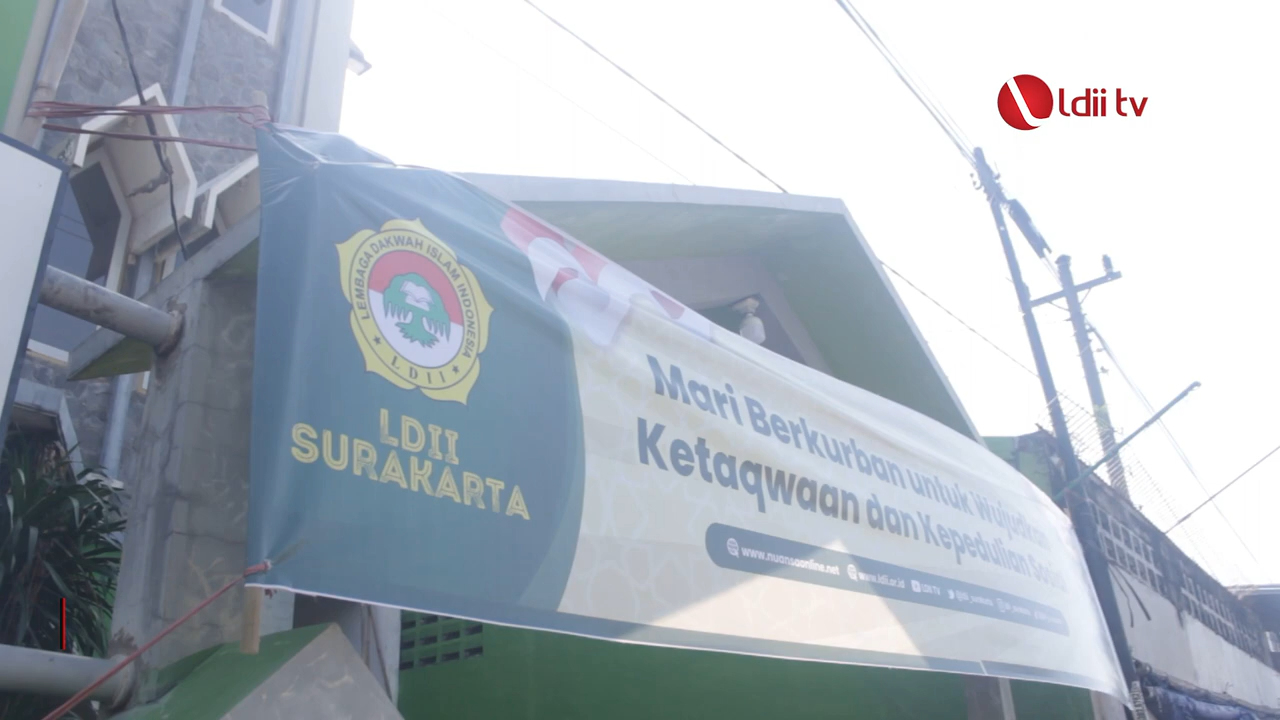 ldii tv
LEMBAGA DAKWAH ISLAM INDONESIA
LDII
LDII
SURAKARTA
Mari Berkurban untuk Wujudkan
Ketaqwaan dan Kepedulian Sosial
www.nuansaonline.net www.ldii.or.id LDII TV